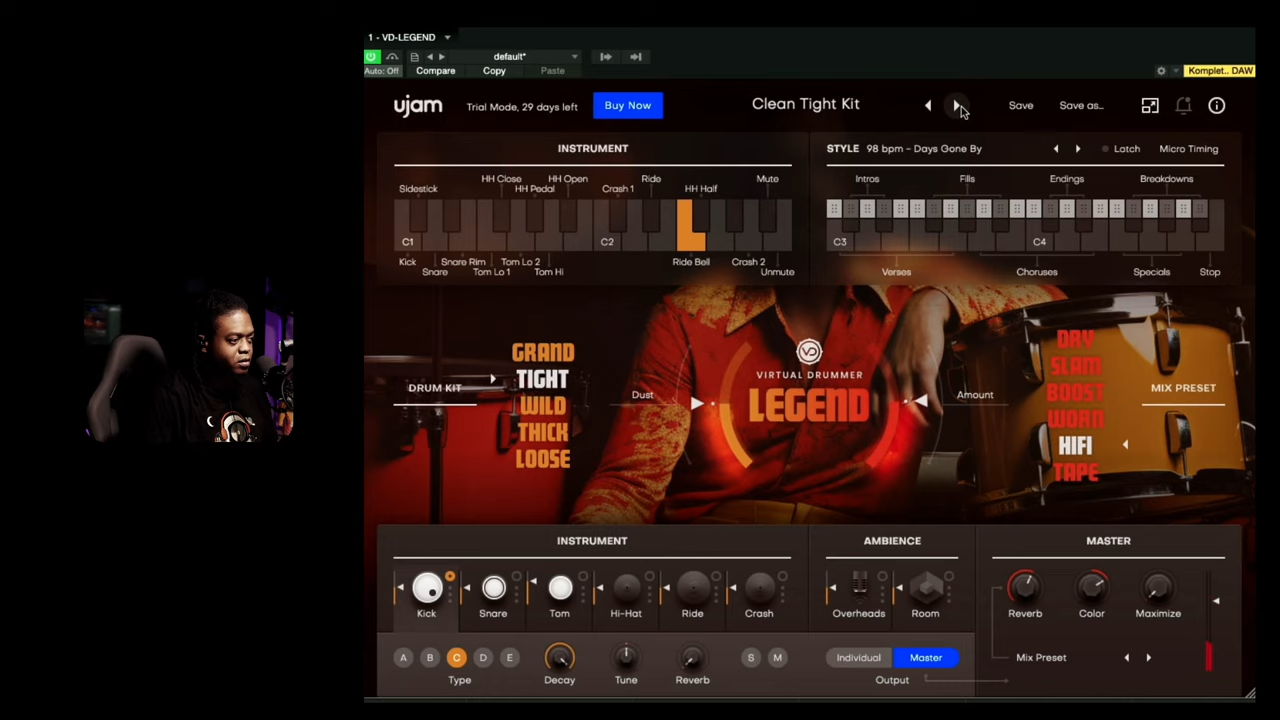 1 - VD-LEGEND
default*
Auto: Off
Compare
Copy
Paste
Komplet.. DAW
ujam
Trial Mode, 29 days left
Buy Now
Clean Tight Kit
Save
Save as...
INSTRUMENT
STYLE 98 bpm - Days Gone By
Latch
Micro Timing
HH Close
HH Open
Ride
Mute
Sidestick
HH Pedal
Crash 1
HH Half
Intros
Fills
Endings
Breakdowns
C1
C2
C3
C4
Kick
Snare Rim
Tom Lo 2
Ride Bell
Crash 2
Snare
Tom Lo 1
Tom Hi
Unmute
Verses
Choruses
Specials
Stop
DRUM KIT
GRAND
TIGHT
WILD
THICK
LOOSE
Dust
VD
VIRTUAL DRUMMER
LEGEND
Amount
DRY
SLAM
BOOST
WORN
HIFI
TAPE
MIX PRESET
INSTRUMENT
AMBIENCE
MASTER
Kick
Snare
Tom
Hi-Hat
Ride
Crash
Overheads
Room
Reverb
Color
Maximize
A B C D E
S M
Individual
Master
Mix Preset
Type
Decay
Tune
Reverb
Output